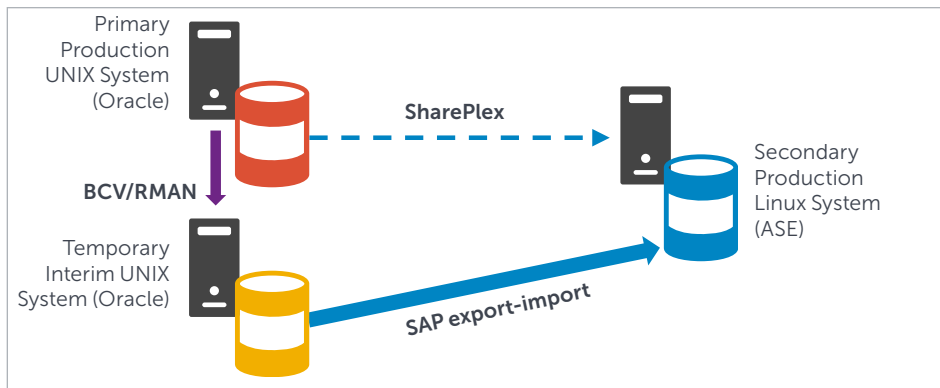 Primary
Production
UNIX System
(Oracle)
SharePlex
BCV/RMAN
Secondary
Production
Linux System
(ASE)
Temporary
Interim UNIX
System (Oracle)
SAP export-import